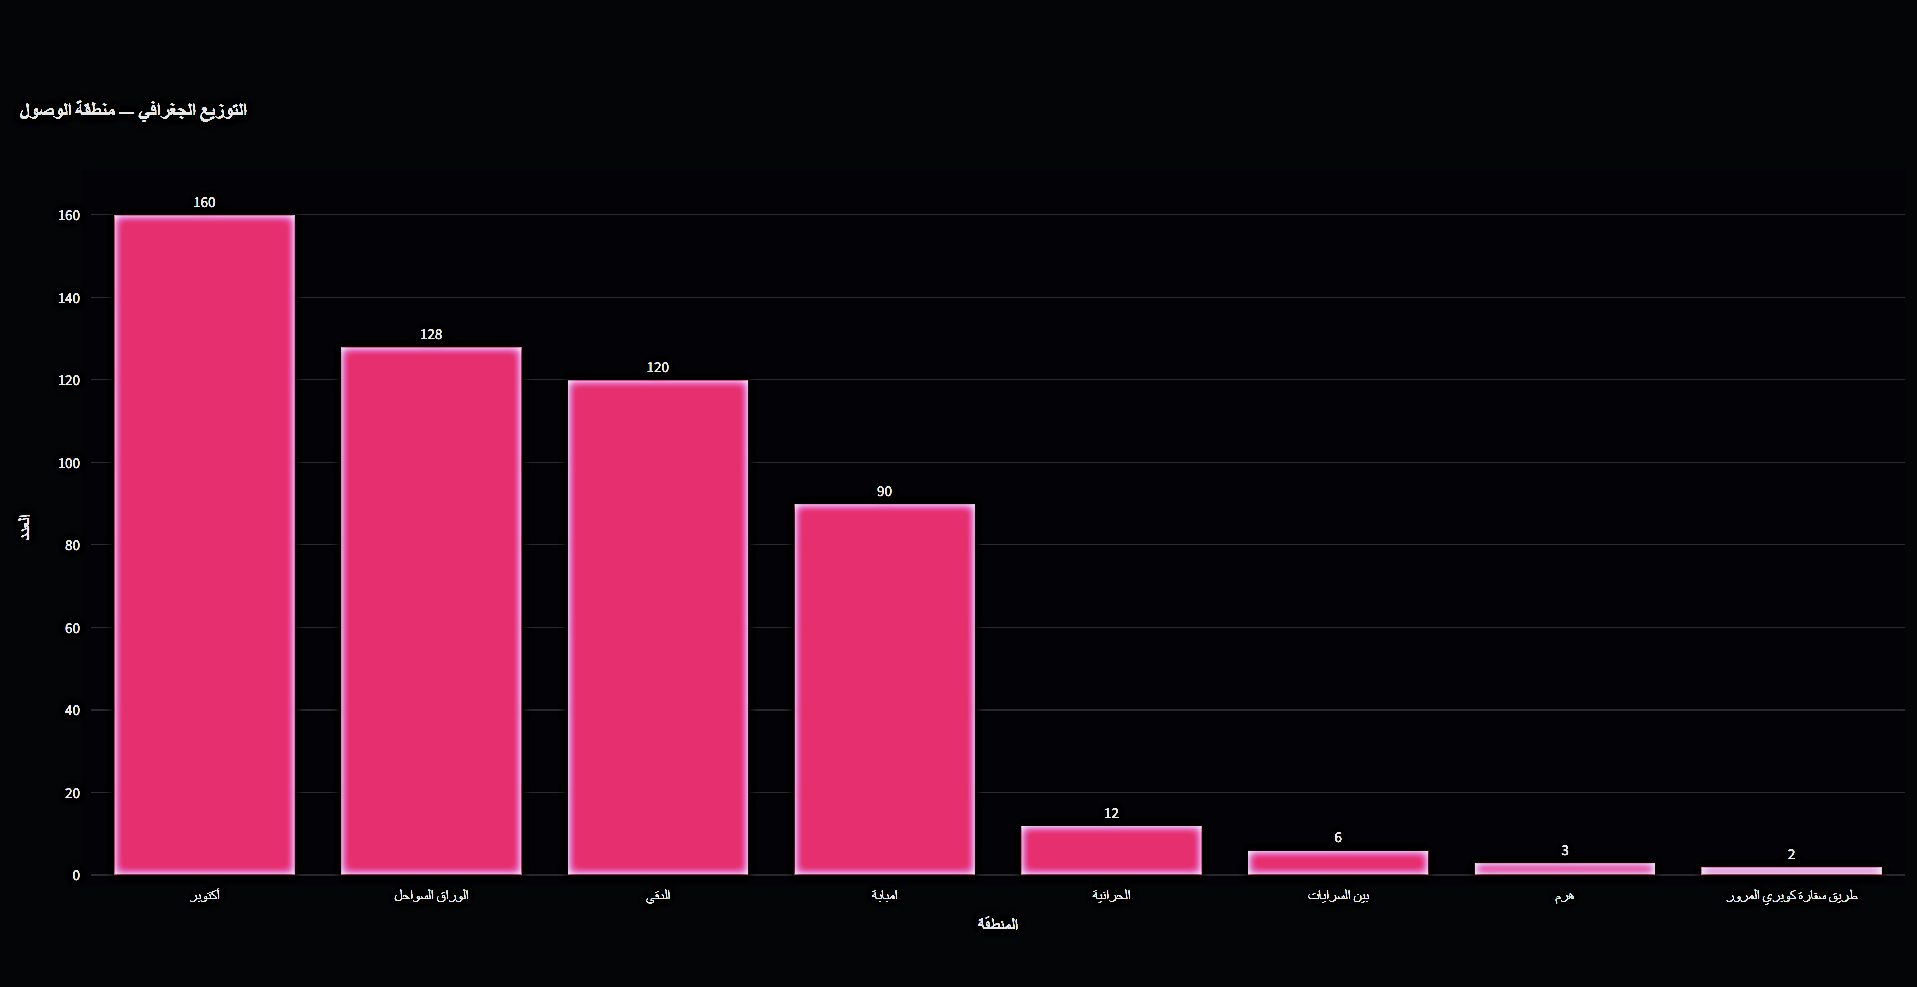 التوزيع الجغرافي — منطقة الوصول
160
128
120
90
12
6
3
2
160
140
120
100
80
60
40
20
0
العدد
أكتوبر
الوراق السواحل
الدقي
امبابة
الحرانية
بين السرايات
هرم
طريق سقارة كوبري المرور
المنطقة